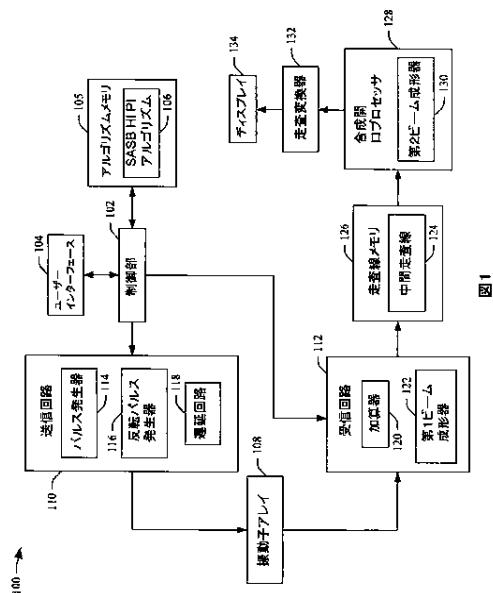 100
110
送信回路
パルス発生器
114
116
反転パルス
発生器
118
遅延回路
104
ユーザー
インターフェース
102
制御部
105
アルゴリズムメモリ
SASB HI PI
アルゴリズム
106
108
振動子アレイ
112
受信回路
加算器
120
122
第1ビーム
成形器
126
走査線メモリ
中間走査線
124
128
合成開
口プロセッサ
第2ビーム成形器
130
132
走査変換器
134
ディスプレイ
図1